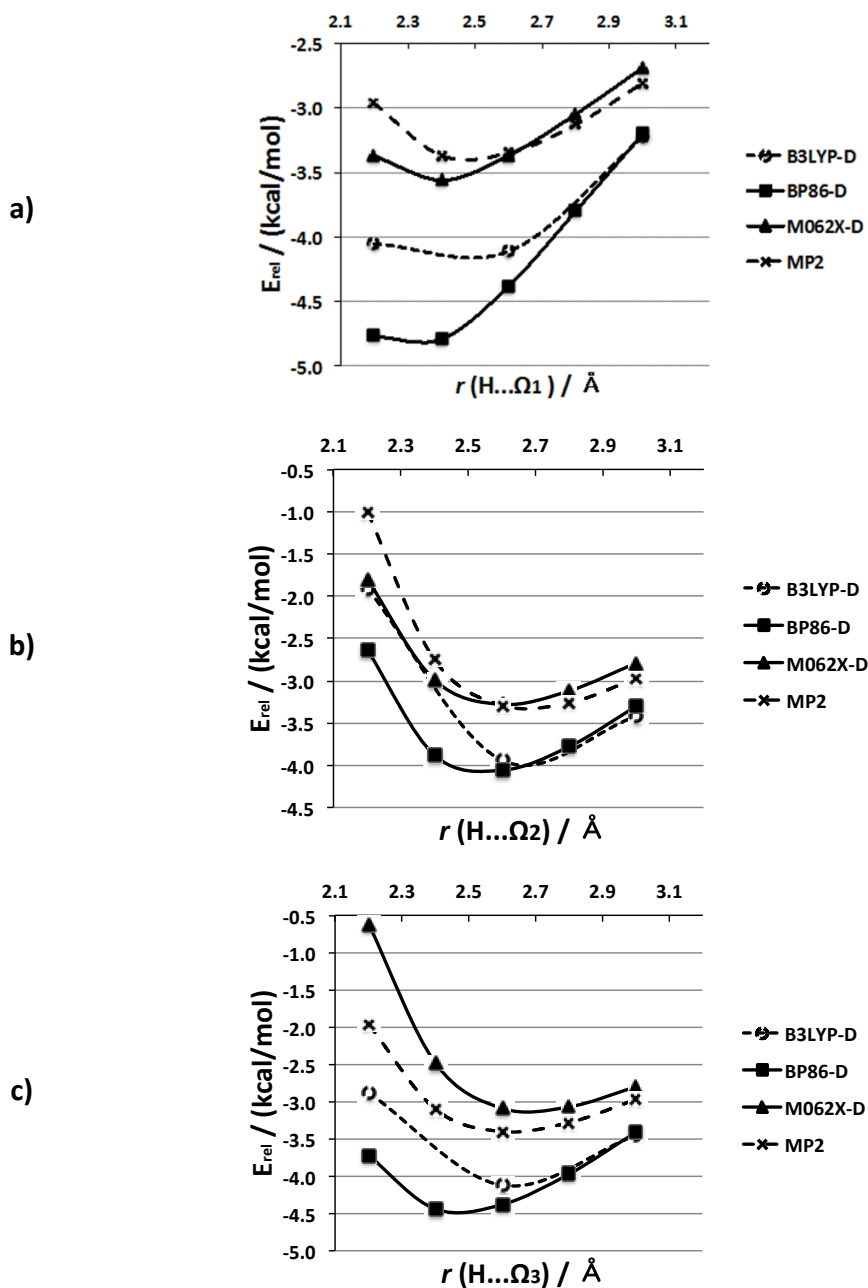 a)
2.1 2.3 2.5 2.7 2.9 3.1
-2.5
-3.0
-3.5
-4.0
-4.5
-5.0
Erel / (kcal/mol)
r (H...Ω1) / Å
B3LYP-D
BP86-D
M062X-D
MP2
b)
2.1 2.3 2.5 2.7 2.9 3.1
-0.5
-1.0
-1.5
-2.0
-2.5
-3.0
-3.5
-4.0
-4.5
Erel / (kcal/mol)
r (H...Ω2) / Å
B3LYP-D
BP86-D
M062X-D
MP2
c)
2.1 2.3 2.5 2.7 2.9 3.1
-0.5
-1.0
-1.5
-2.0
-2.5
-3.0
-3.5
-4.0
-4.5
-5.0
Erel / (kcal/mol)
r (H...Ω3) / Å
B3LYP-D
BP86-D
M062X-D
MP2